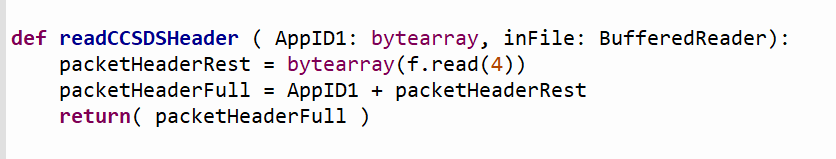 def readCCSDSHeader ( AppID1: bytearray, inFile: BufferedReader):
    packetHeaderRest = bytearray(f.read(4))
    packetHeaderFull = AppID1 + packetHeaderRest
    return( packetHeaderFull )